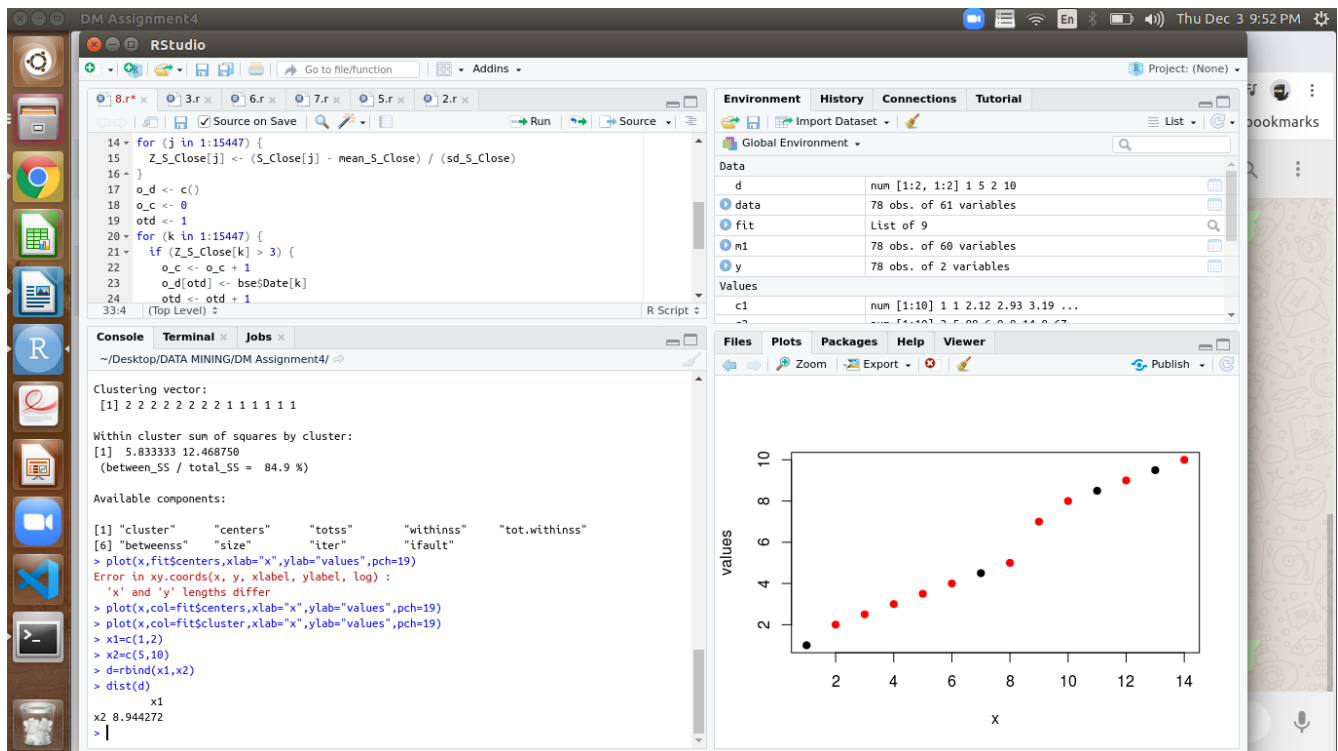 DM Assignment4
En
Thu Dec 3 9:52 PM
RStudio
Go to file/function
Addins
Project: (None)
8.r* 3.r 6.r 7.r 5.r 2.r
Source on Save
Run
Source
14 for (j in 1:15447) {
15 Z_S_Close[j] <- (S_Close[j] - mean_S_Close) / (sd_S_Close)
16 }
17 o_d <- c()
18 o_c <- 0
19 otd <- 1
20 for (k in 1:15447) {
21 if (Z_S_Close[k] > 3) {
22 o_c <- o_c + 1
23 o_d[otd] <- bse$Date[k]
24 otd <- otd + 1
33:4 (Top Level) R Script
Console Terminal Jobs
~/Desktop/DATA MINING/DM Assignment4/
Clustering vector:
[1] 2 2 2 2 2 2 2 2 1 1 1 1 1 1
Within cluster sum of squares by cluster:
[1] 5.833333 12.468750
(between_SS / total_SS = 84.9 %)
Available components:
[1] "cluster" "centers" "totss" "withinss" "tot.withinss"
[6] "betweenss" "size" "iter" "ifault"
> plot(x,fit$centers,xlab="x",ylab="values",pch=19)
Error in xy.coords(x, y, xlabel, ylabel, log) :
'x' and 'y' lengths differ
> plot(x,col=fit$centers,xlab="x",ylab="values",pch=19)
> plot(x,col=fit$cluster,xlab="x",ylab="values",pch=19)
> x1=c(1,2)
> x2=c(5,10)
> d=rbind(x1,x2)
> dist(d)
x1
x2 8.944272
>
Environment History Connections Tutorial
Import Dataset
List
Global Environment
Data
d num [1:2, 1:2] 1 5 2 10
data 78 obs. of 61 variables
fit List of 9
m1 78 obs. of 60 variables
y 78 obs. of 2 variables
Values
c1 num [1:10] 1 1 2.12 2.93 3.19 ...
Files Plots Packages Help Viewer
Zoom Export Publish
values
10
8
6
4
2
2 4 6 8 10 12 14
x
ookmarks
R
>_